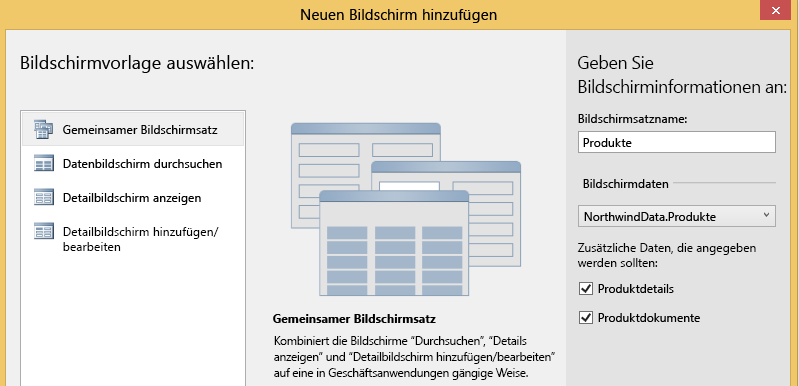 Neuen Bildschirm hinzufügen
Bildschirmvorlage auswählen:
Gemeinsamer Bildschirmsatz
Datenbildschirm durchsuchen
Detailbildschirm anzeigen
Detailbildschirm hinzufügen/
bearbeiten
Gemeinsamer Bildschirmsatz
Kombiniert die Bildschirme “Durchsuchen”, “Details
anzeigen” und “Detailbildschirm hinzufügen/bearbeiten”
auf eine in Geschäftsanwendungen gängige Weise.
Geben Sie
Bildschirminformationen an:
Bildschirmsatzname:
Produkte
Bildschirmdaten
NorthwindData.Produkte
Zusätzliche Daten, die angegeben
werden sollten:
Produktdetails
Produktdokumente